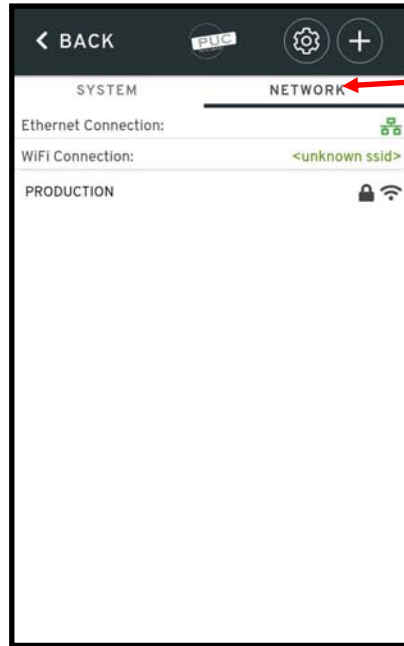 BACK
PUC
SYSTEM NETWORK
Ethernet Connection:
WiFi Connection: <unknown ssid>
PRODUCTION